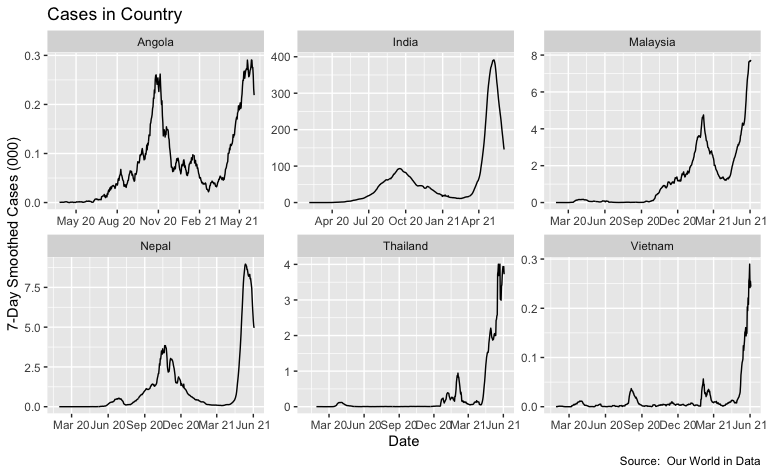 Cases in Country
Angola
India
Malaysia
0.3
0.2
0.1
0.0
400
300
200
100
0
8
6
4
2
0
May 20 Aug 20 Nov 20 Feb 21 May 21
Apr 20 Jul 20 Oct 20 Jan 21 Apr 21
Mar 20 Jun 20 Sep 20 Dec 20 Mar 21 Jun 21
7-Day Smoothed Cases (000)
Nepal
Thailand
Vietnam
7.5
5.0
2.5
0.0
4
3
2
1
0
0.3
0.2
0.1
0.0
Mar 20 Jun 20 Sep 20 Dec 20 Mar 21 Jun 21
Mar 20 Jun 20 Sep 20 Dec 20 Mar 21 Jun 21
Mar 20 Jun 20 Sep 20 Dec 20 Mar 21 Jun 21
Date
Source: Our World in Data